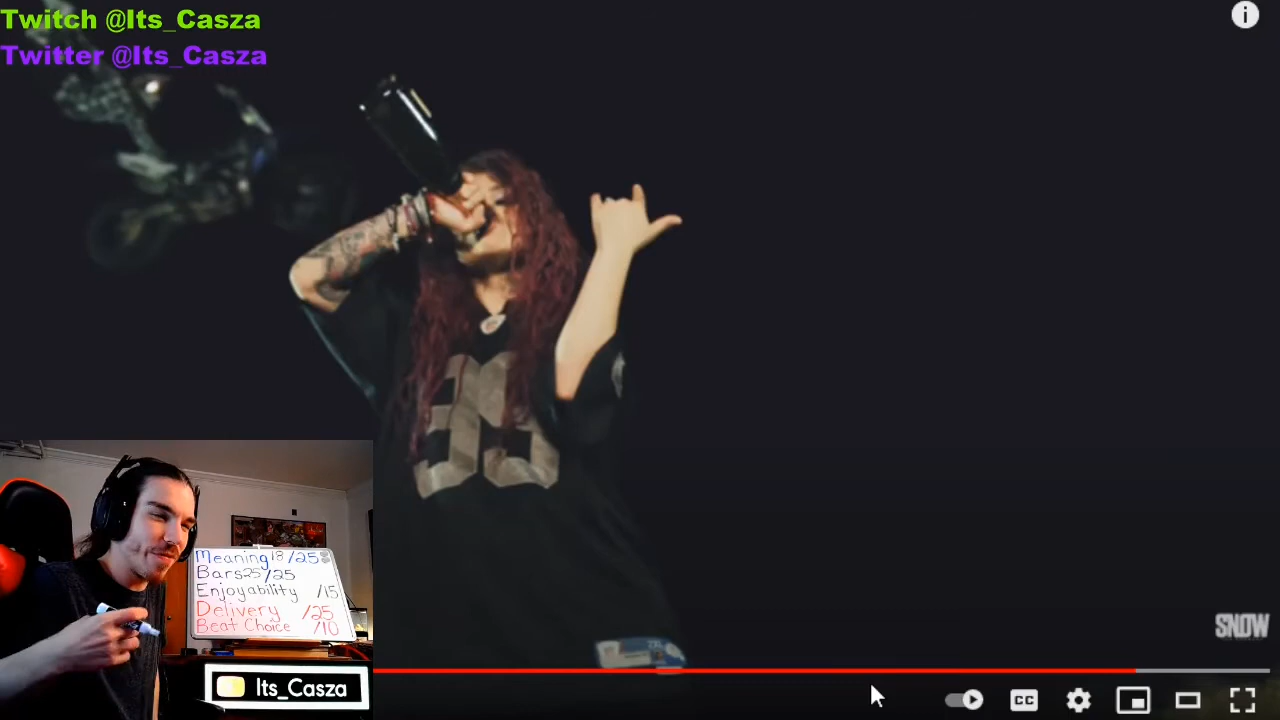 Twitch @Its_Casza
Twitter @Its_Casza
i
Meaning 18/25
Bars 25/25
Enjoyability /15
Delivery /25
Beat Choice /10
Its_Casza
SNOW
CC